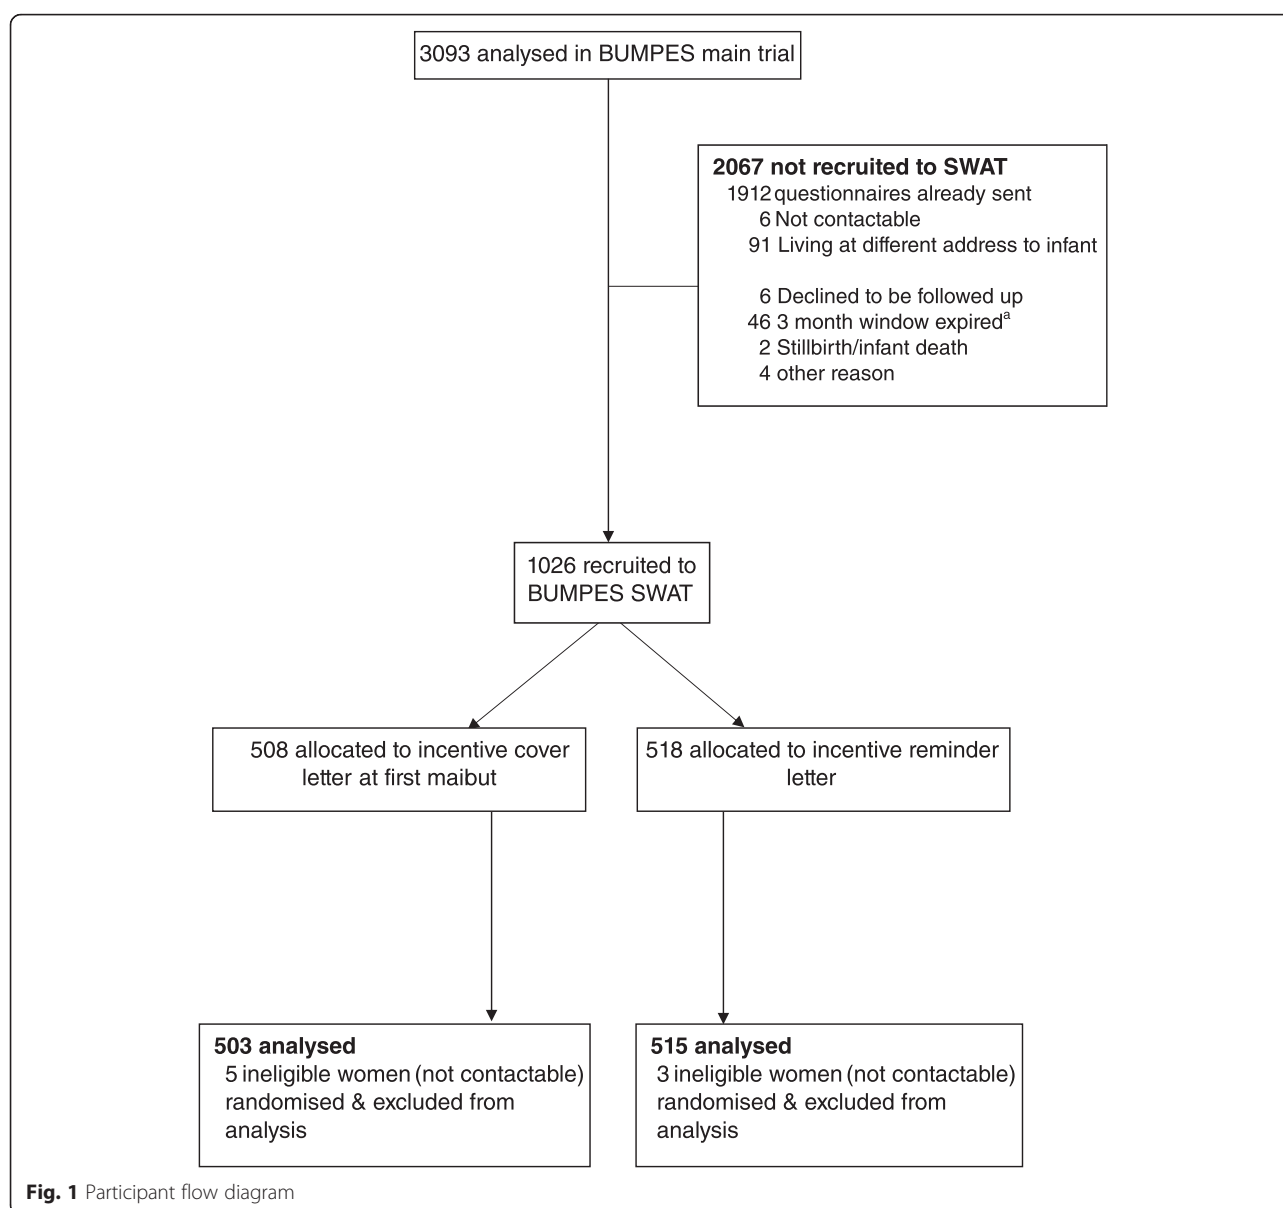 3093 analysed in BUMPES main trial
2067 not recruited to SWAT
1912 questionnaires already sent
6 Not contactable
91 Living at different address to infant
6 Declined to be followed up
46 3 month window expiredᵃ
2 Stillbirth/infant death
4 other reason
1026 recruited to
BUMPES SWAT
508 allocated to incentive cover
letter at first maibut
518 allocated to incentive reminder
letter
503 analysed
5 ineligible women (not contactable)
randomised & excluded from
analysis
515 analysed
3 ineligible women (not contactable)
randomised & excluded from
analysis
Fig. 1 Participant flow diagram